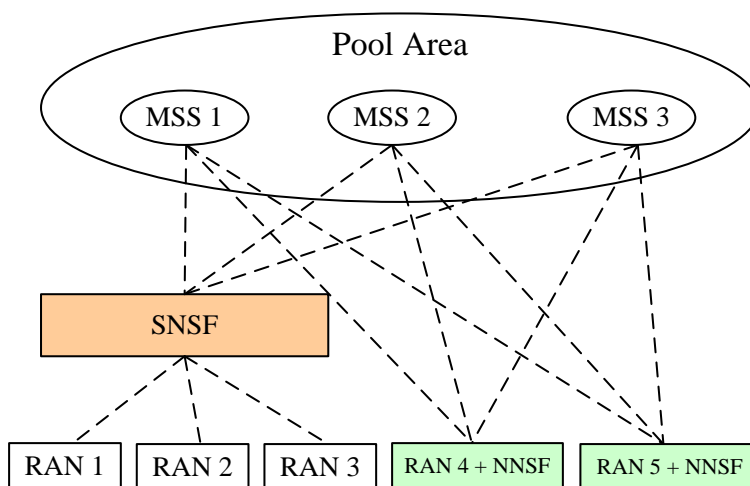 Pool Area
MSS 1
MSS 2
MSS 3
SNSF
RAN 1
RAN 2
RAN 3
RAN 4 + NNSF
RAN 5 + NNSF